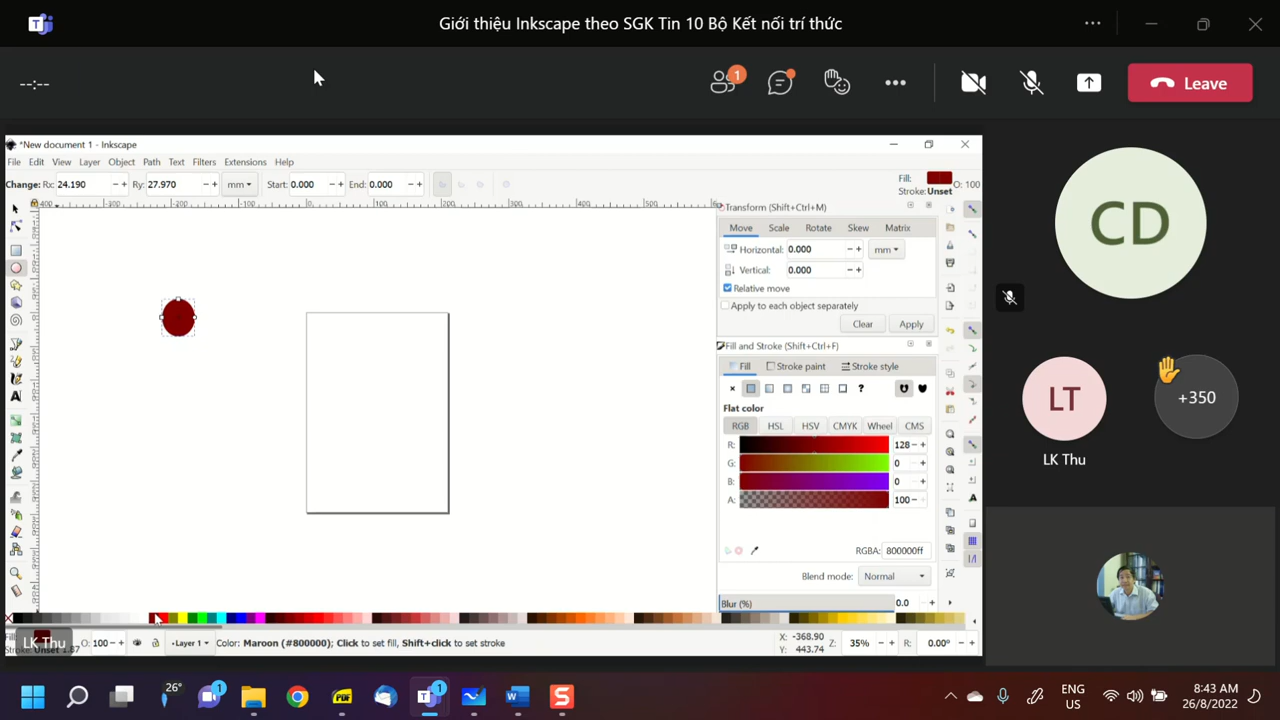 Giới thiệu Inkscape theo SGK Tin 10 Bộ Kết nối trí thức
--:--
1
Leave
*New document 1 - Inkscape
File Edit View Layer Object Path Text Filters Extensions Help
Change: Rx: 24.190 Ry: 27.970 mm Start: 0.000 End: 0.000
Fill:
Stroke: Unset O: 100
Transform (Shift+Ctrl+M)
Move Scale Rotate Skew Matrix
Horizontal: 0.000 mm
Vertical: 0.000
Relative move
Apply to each object separately
Clear Apply
Fill and Stroke (Shift+Ctrl+F)
Fill Stroke paint Stroke style
Flat color
RGB HSL HSV CMYK Wheel CMS
R: 128
G: 0
B: 0
A: 100
RGBA: 800000ff
Blend mode: Normal
Blur (%) 0.0
LK Thu
O: 100 Layer 1 Color: Maroon (#800000); Click to set fill, Shift+click to set stroke
X: -368.90
Y: 443.74
Z: 35% R: 0.00°
CD
LT
LK Thu
+350
26°
1
1
ENG
US
8:43 AM
26/8/2022